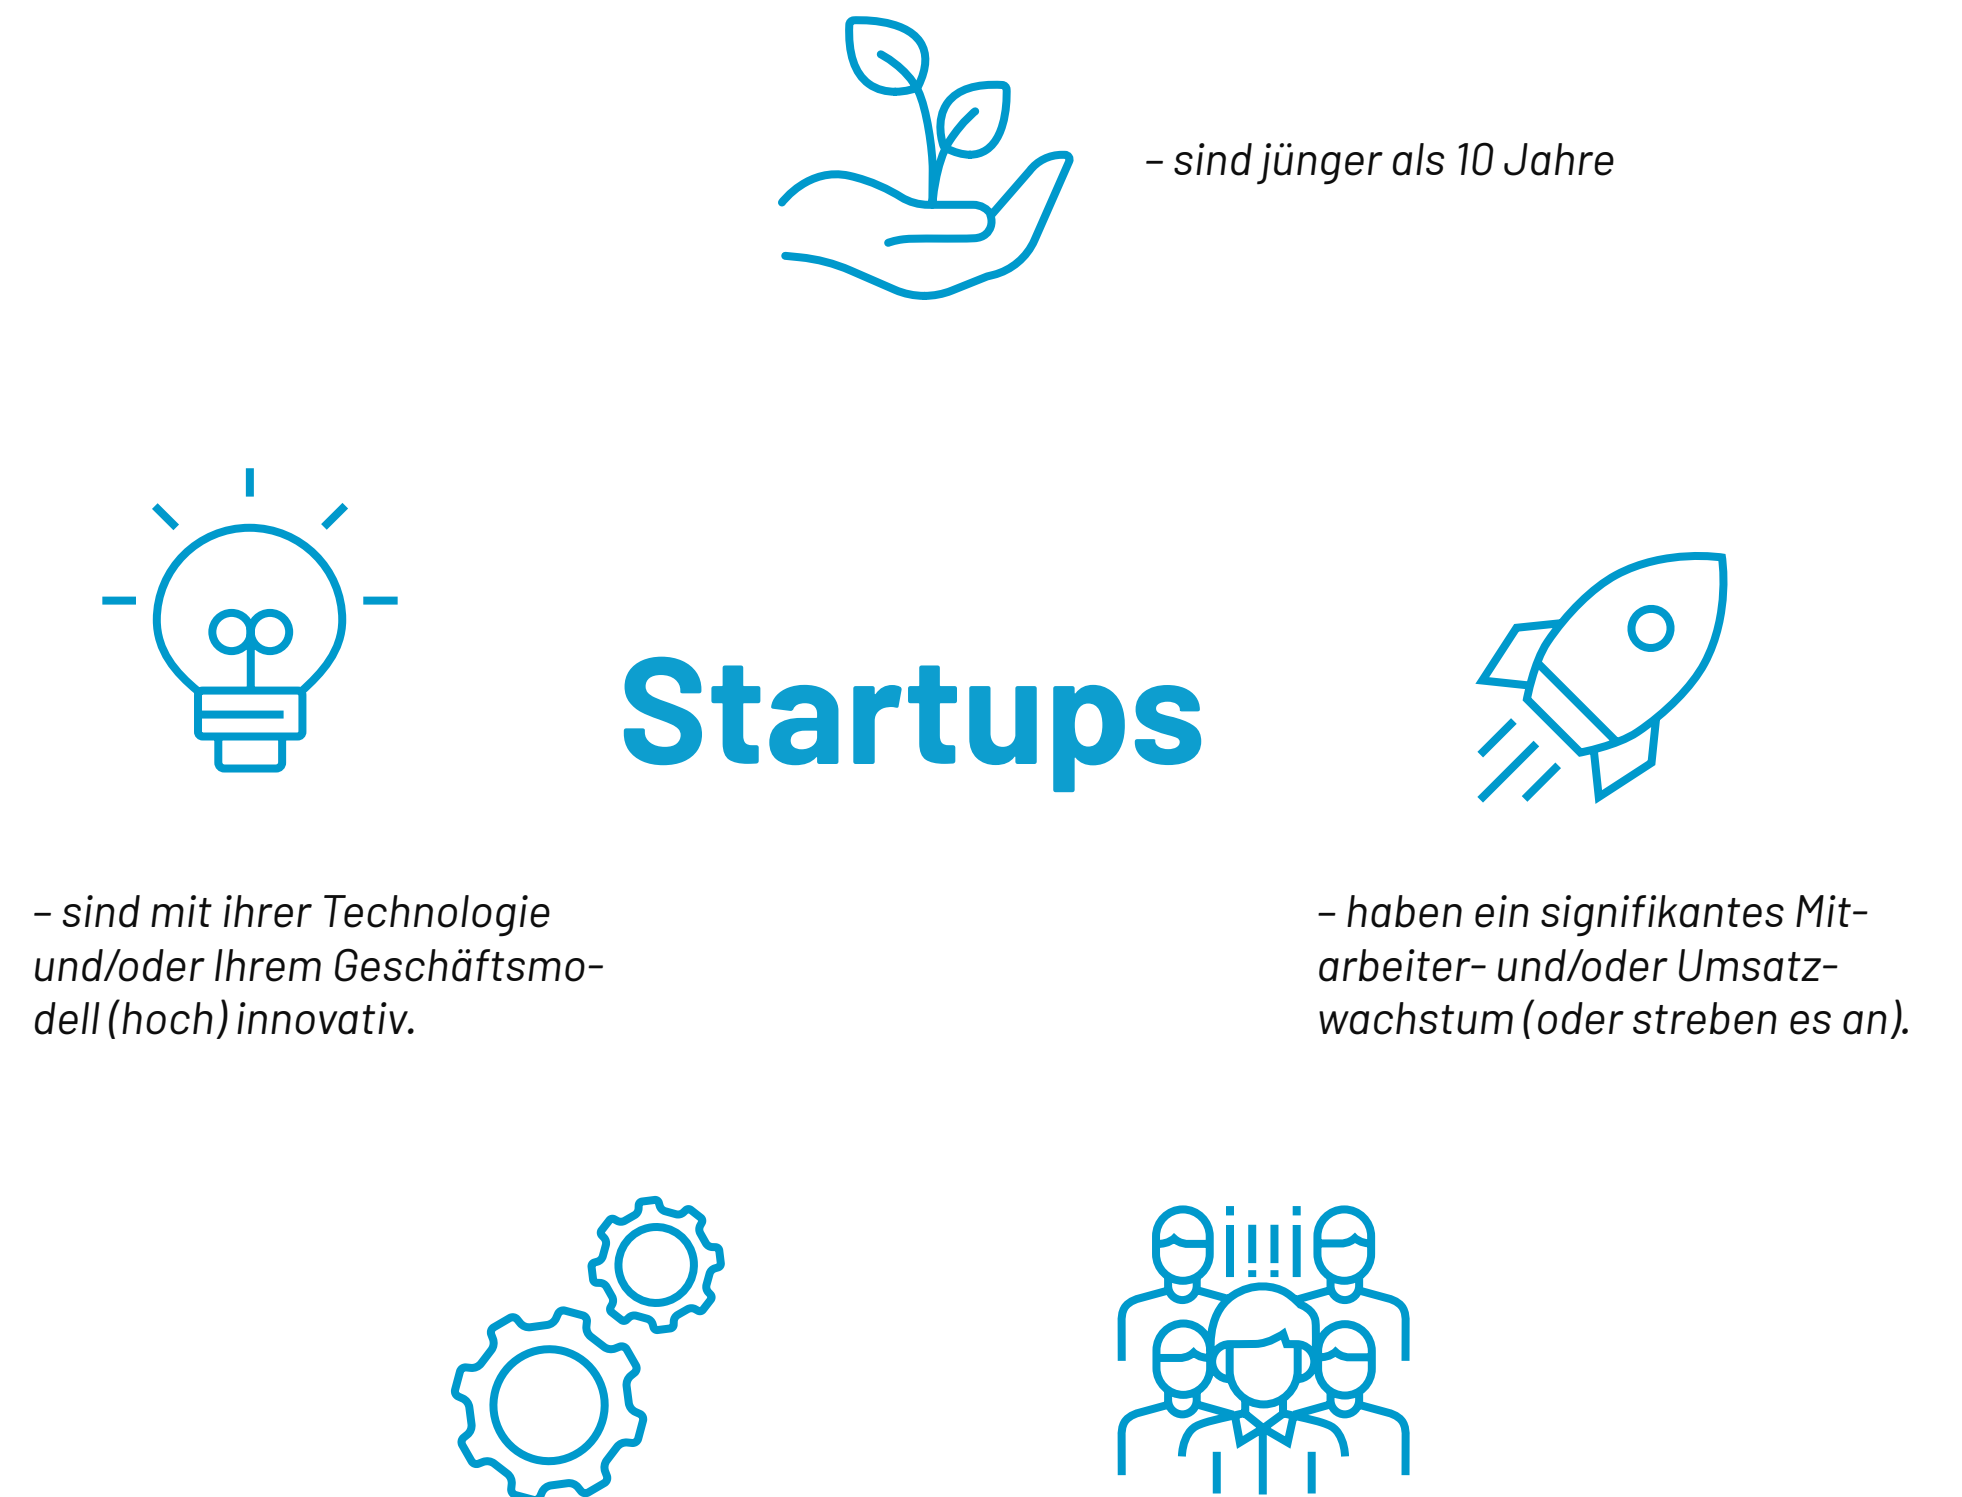 – sind jünger als 10 Jahre
Startups
– sind mit ihrer Technologie
und/oder Ihrem Geschäftsmo-
dell (hoch) innovativ.
– haben ein signifikantes Mit-
arbeiter- und/oder Umsatz-
wachstum (oder streben es an).